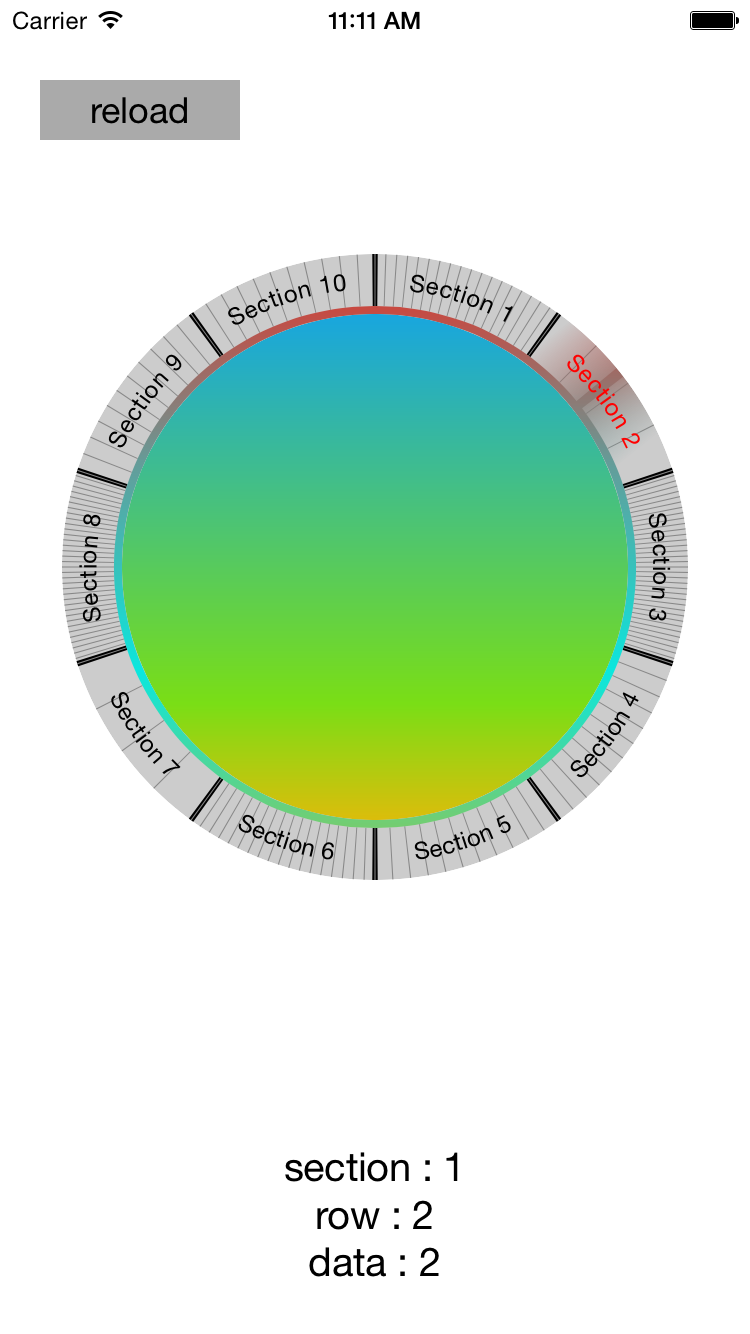 Carrier
11:11 AM
reload
Section 1
Section 2
Section 3
Section 4
Section 5
Section 6
Section 7
Section 8
Section 9
Section 10
section : 1
row : 2
data : 2